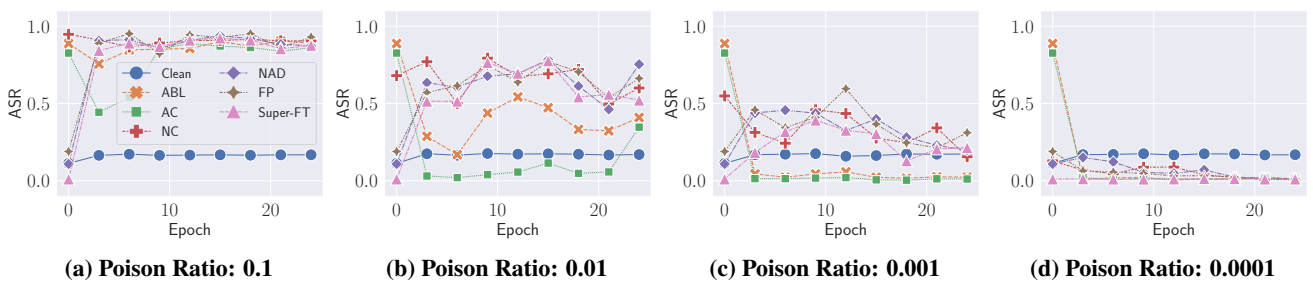 1.0
0.5
0.0
ASR
0
10
20
Epoch
Clean
ABL
AC
NC
NAD
FP
Super-FT
(a) Poison Ratio: 0.1
1.0
0.5
0.0
ASR
0
10
20
Epoch
(b) Poison Ratio: 0.01
1.0
0.5
0.0
ASR
0
10
20
Epoch
(c) Poison Ratio: 0.001
1.0
0.5
0.0
ASR
0
10
20
Epoch
(d) Poison Ratio: 0.0001